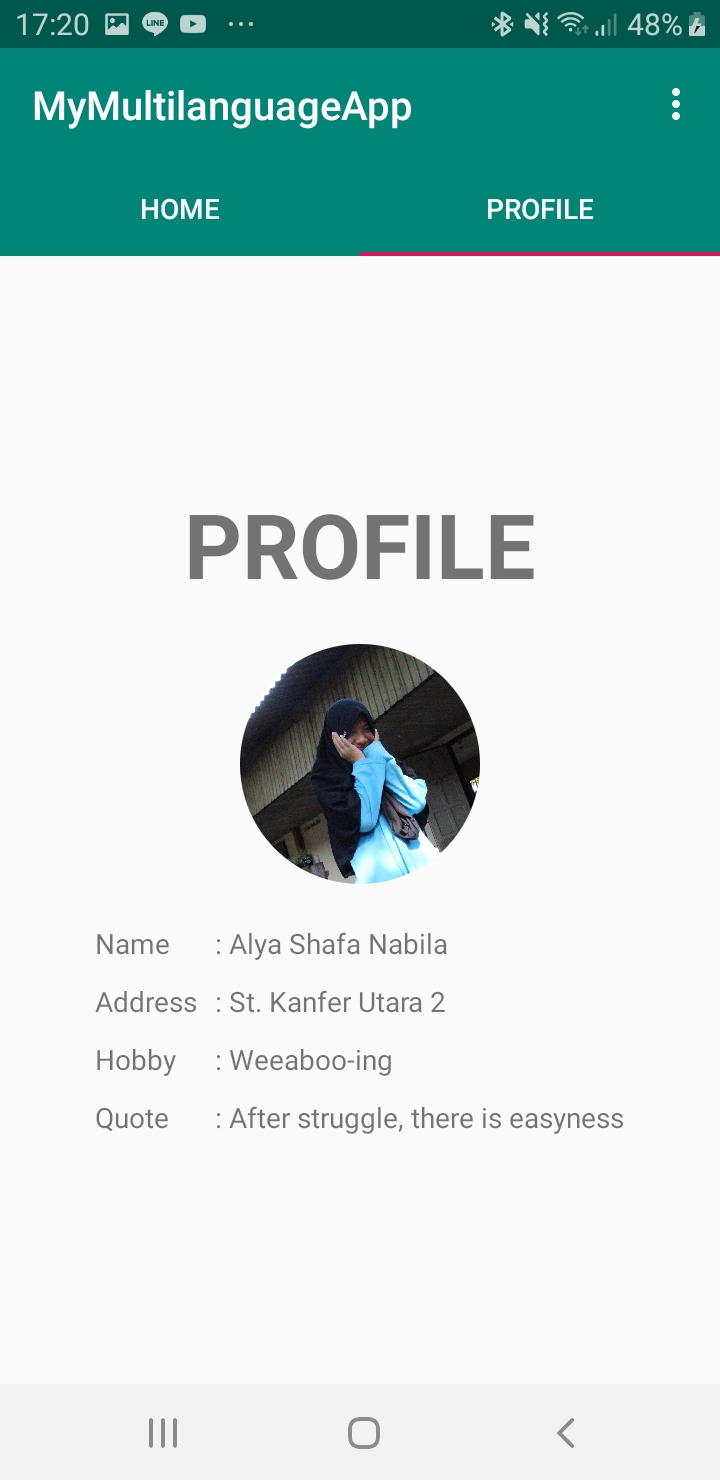 17:20 LINE 48%
MyMultilanguageApp
HOME PROFILE
PROFILE
Name : Alya Shafa Nabila
Address : St. Kanfer Utara 2
Hobby : Weeaboo-ing
Quote : After struggle, there is easyness